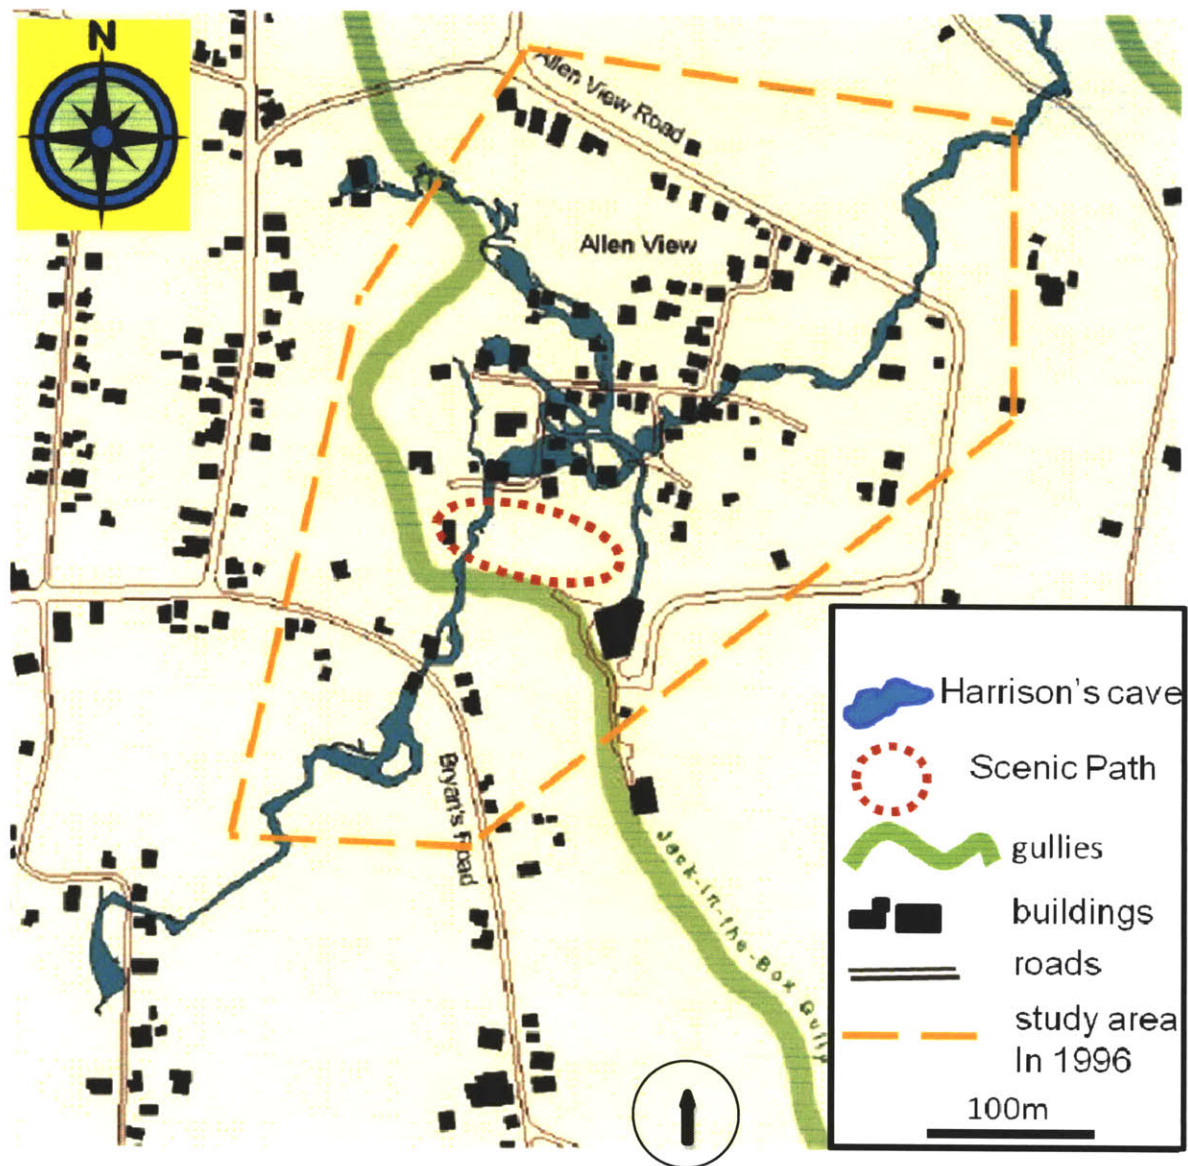 N
Allen View Road
Allen View
Bryan's Road
Jack-in-the-Box Gully
Harrison's cave
Scenic Path
gullies
buildings
roads
study area
In 1996
100m